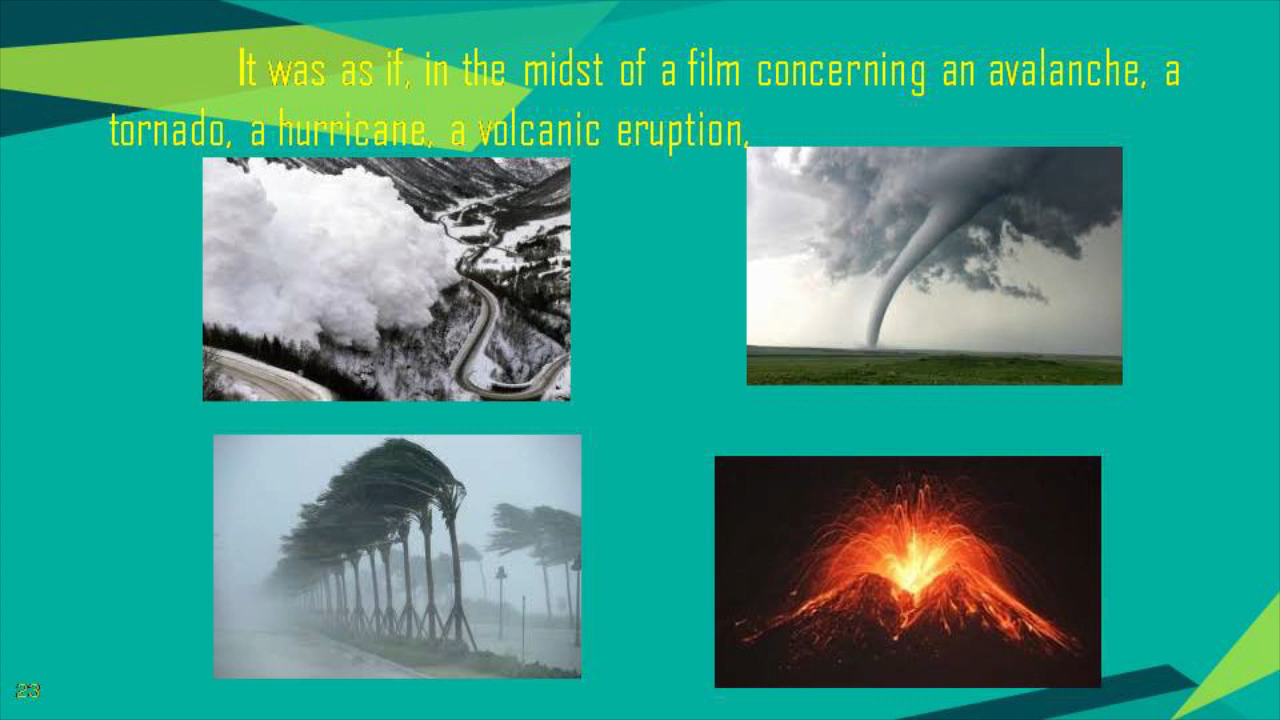 It was as if, in the midst of a film concerning an avalanche, a
tornado, a hurricane, a volcanic eruption,
23